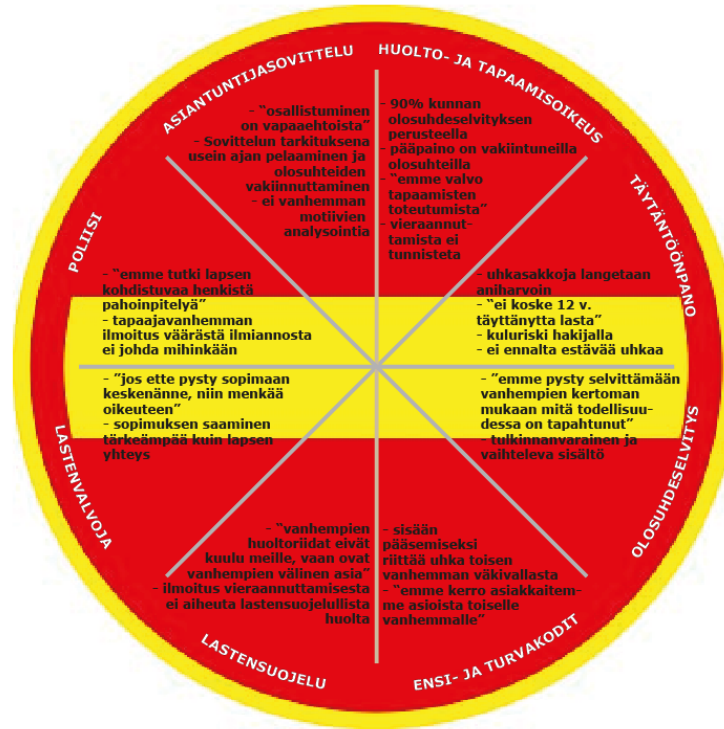 ASIANTUNTIJASOVITTELU
- “osallistuminen
on vapaaehtoista”
- Sovittelun tarkituksena
usein ajan pelaaminen ja
olosuhteiden
vakiinnuttaminen
- ei vanhemman
motiivien
analysointia
HUOLTO- JA TAPAAMISOIKEUS
- 90% kunnan
olosuhdeselvityksen
perusteella
- pääpaino on vakiintuneilla
olosuhteilla
- “emme valvo
tapaamisten
toteutumista”
- vieraannut-
tamista ei
tunnisteta
TÄYTÄNTÖÖNPANO
- uhkasakkoja langetaan
aniharvoin
- “ei koske 12 v.
täyttänytta lasta”
- kuluriski hakijalla
- ei ennalta estävää uhkaa
OLOSUHDESELVITYS
- “emme pysty selvittämään
vanhempien kertoman
mukaan mitä todellisuu-
dessa on tapahtunut”
- tulkinnanvarainen ja
vaihteleva sisältö
ENSI- JA TURVAKODIT
- sisään
pääsemiseksi
riittää uhka toisen
vanhemman väkivallasta
- “emme kerro asiakkaitem-
me asioista toiselle
vanhemmalle”
LASTENSUOJELU
- “vanhempien
huoltoriidat eivät
kuulu meille, vaan ovat
vanhempien välinen asia”
- ilmoitus vieraannuttamisesta
ei aiheuta lastensuojelullista
huolta
LASTENVALVOJA
- ”jos ette pysty sopimaan
keskenänne, niin menkää
oikeuteen”
- sopimuksen saaminen
tärkeämpää kuin lapsen
yhteys
POLIISI
- “emme tutki lapsen
kohdistuvaa henkistä
pahoinpitelyä”
- tapaajavanhemman
ilmoitus väärästä ilmiannosta
ei johda mihinkään